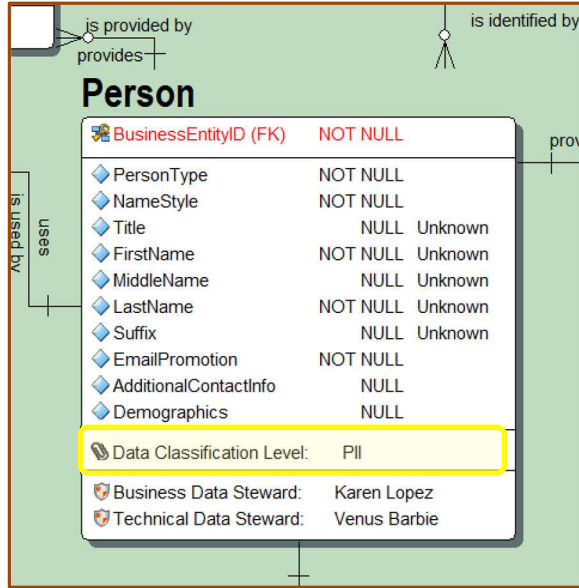 is provided by
is identified by
provides
Person
BusinessEntityID (FK) NOT NULL
prov
PersonType NOT NULL
NameStyle NOT NULL
Title NULL Unknown
FirstName NOT NULL Unknown
MiddleName NULL Unknown
LastName NOT NULL Unknown
Suffix NULL Unknown
EmailPromotion NOT NULL
AdditionalContactInfo NULL
Demographics NULL
uses
is used by
Data Classification Level: PII
Business Data Steward: Karen Lopez
Technical Data Steward: Venus Barbie